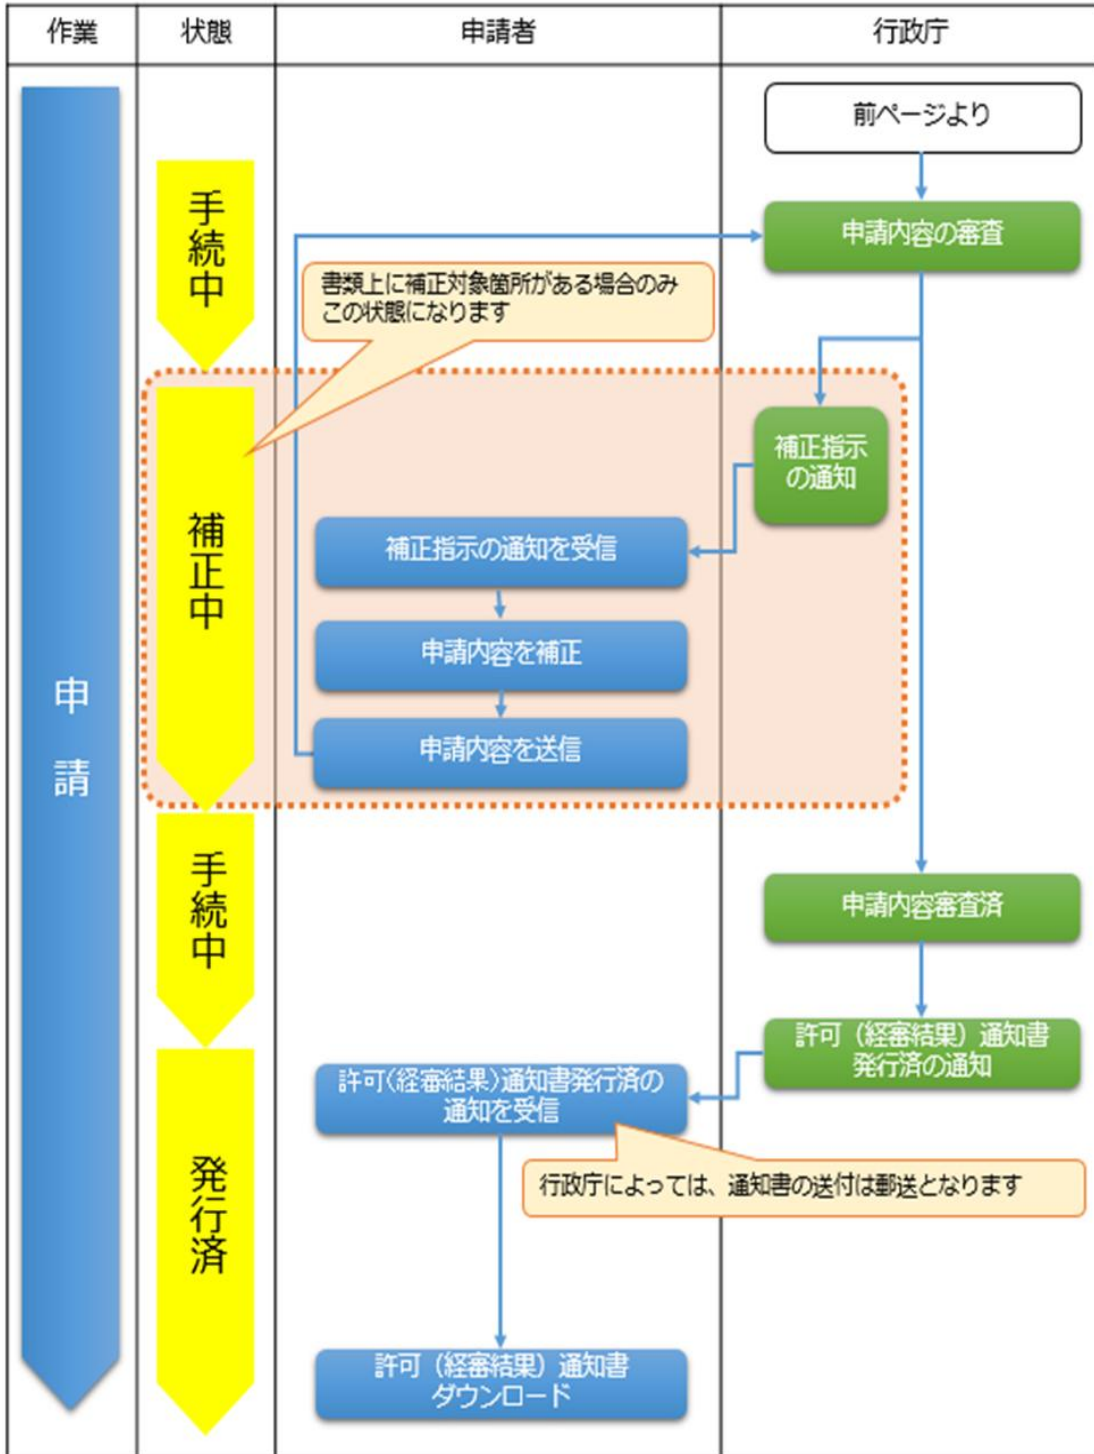 作業
状態
申請者
行政庁
前ページより
手続中
申請内容の審査
書類上に補正対象箇所がある場合のみ
この状態になります
補正中
補正指示
の通知
補正指示の通知を受信
申請内容を補正
申請内容を送信
申請
手続中
申請内容審査済
許可（経審結果）通知書
発行済の通知
発行済
許可(経審結果)通知書発行済の
通知を受信
行政庁によっては、通知書の送付は郵送となります
許可（経審結果）通知書
ダウンロード